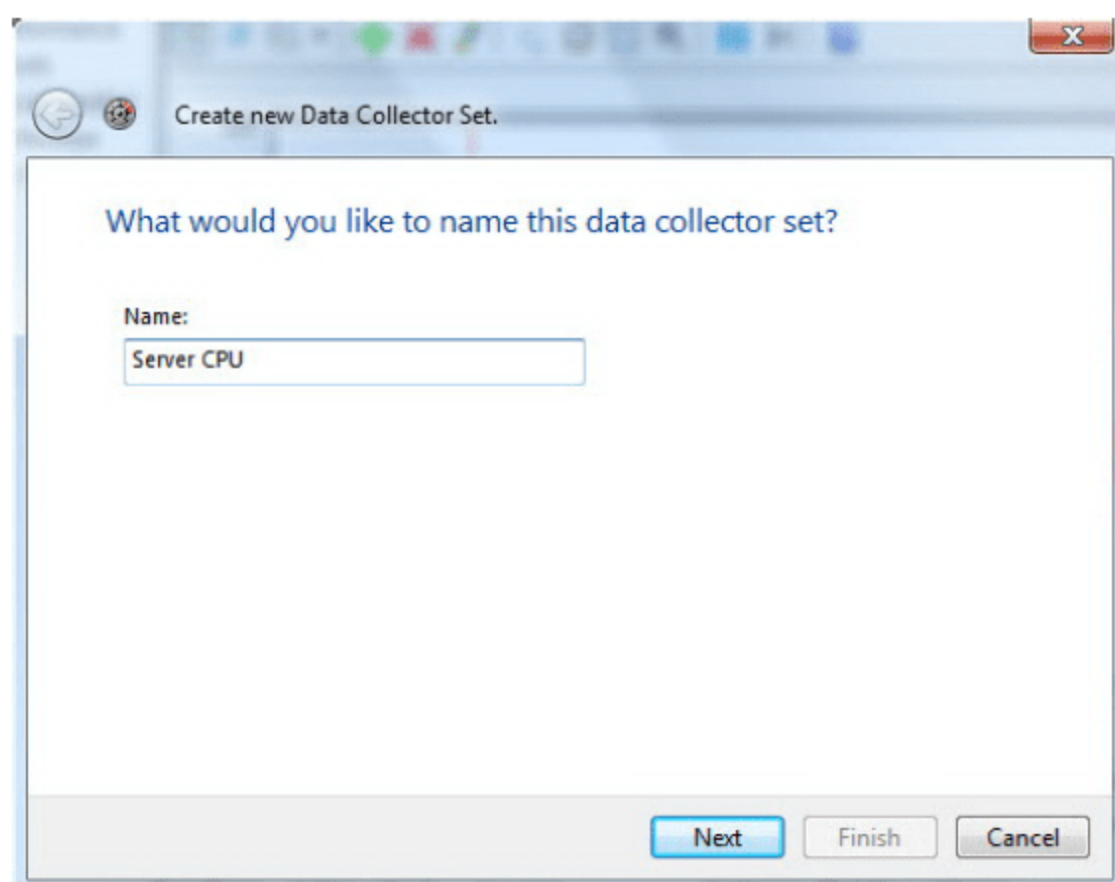 Create new Data Collector Set.
What would you like to name this data collector set?
Name:
Server CPU
Next
Finish
Cancel